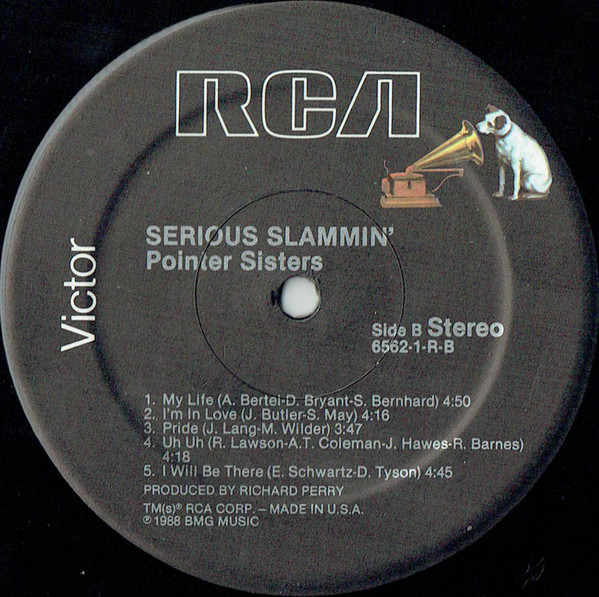 RCA
Victor
SERIOUS SLAMMIN'
Pointer Sisters
Side B Stereo
6562-1-R-B
1. My Life (A. Bertei-D. Bryant-S. Bernhard) 4:50
2. I'm In Love (J. Butler-S. May) 4:16
3. Pride (J. Lang-M. Wilder) 3:47
4. Uh Uh (R. Lawson-A.T. Coleman-J. Hawes-R. Barnes)
4:18
5. I Will Be There (E. Schwartz-D. Tyson) 4:45
PRODUCED BY RICHARD PERRY
TM(s)® RCA CORP. – MADE IN U.S.A.
℗1988 BMG MUSIC